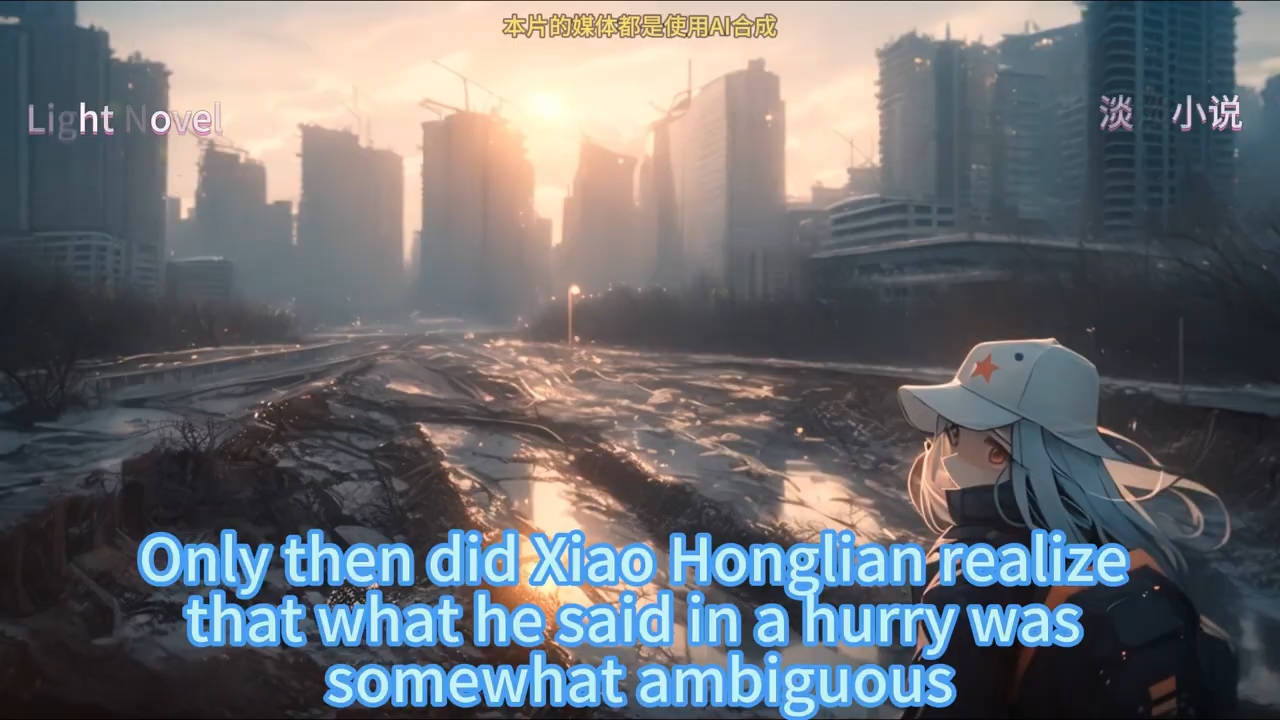 本片的媒体都是使用AI合成
Light Novel
淡 小说
Only then did Xiao Honglian realize
that what he said in a hurry was
somewhat ambiguous